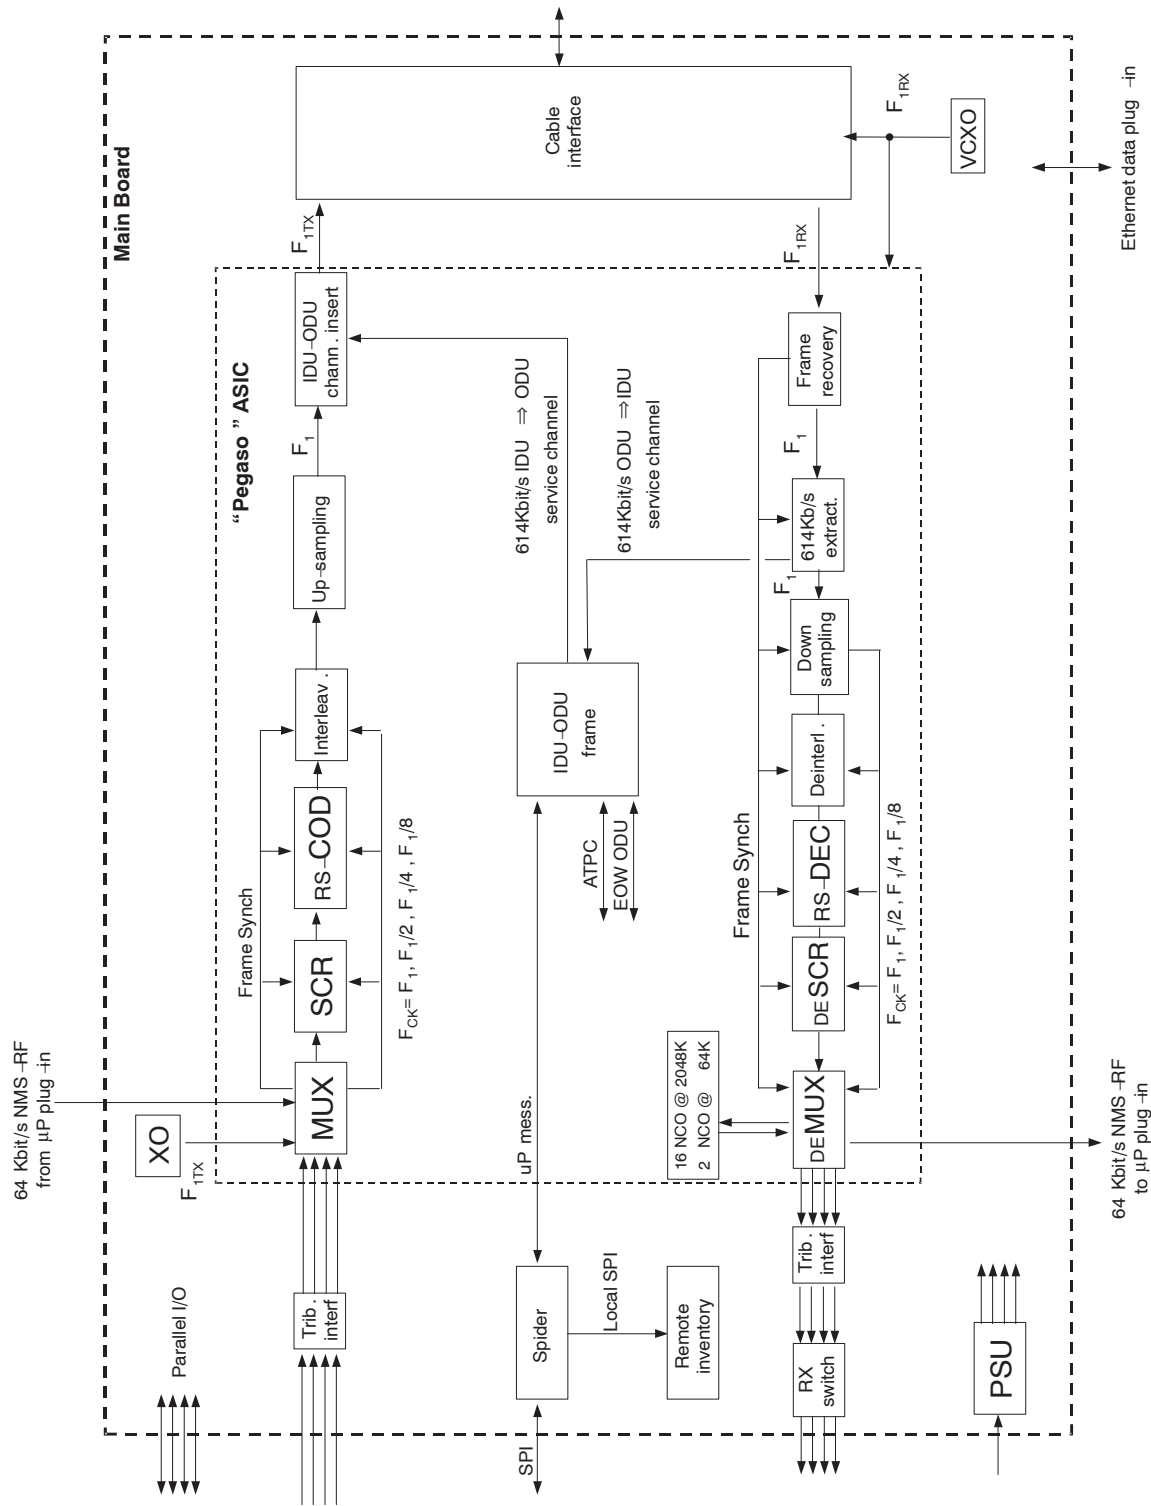 Main Board
Cable
interface
F1RX
VCXO
Ethernet data plug –in
F1TX
F1RX
"Pegaso " ASIC
IDU–ODU
chann. insert
F1
Up–sampling
Interleav .
RS–COD
SCR
MUX
Frame Synch
FCK= F1, F1/2 , F1/4 , F1/8
614Kbit/s IDU ⇒ ODU
service channel
614Kbit/s ODU ⇒IDU
service channel
IDU–ODU
frame
ATPC
EOW ODU
uP mess.
Frame
recovery
F1
614Kb/s
extract.
F1
Down
sampling
Deinterl .
RS–DEC
DESCR
DEMUX
Frame Synch
FCK= F1, F1/2 , F1/4 , F1/8
16 NCO @ 2048K
2 NCO @ 64K
64 Kbit/s NMS –RF
from µP plug –in
XO
F1TX
64 Kbit/s NMS –RF
to µP plug –in
Parallel I/O
Trib .
interf
Spider
SPI
Local SPI
Remote
inventory
Trib .
interf
RX
switch
PSU